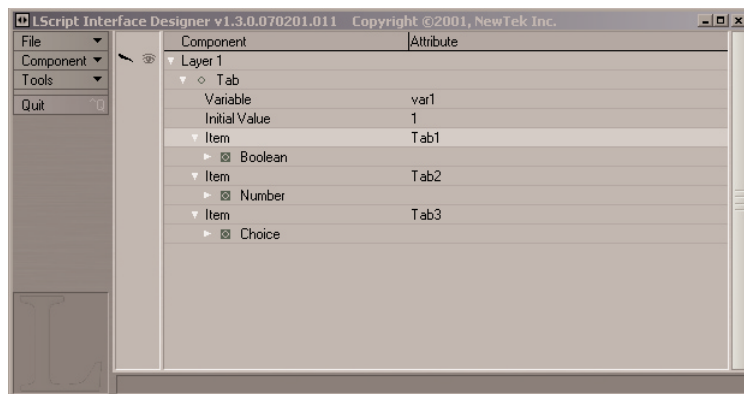 LScript Interface Designer v1.3.0.070201.011 Copyright ©2001, NewTek Inc.
File
Component
Tools
Quit ^Q
Component Attribute
Layer 1
Tab
Variable var1
Initial Value 1
Item Tab1
Boolean
Item Tab2
Number
Item Tab3
Choice
L